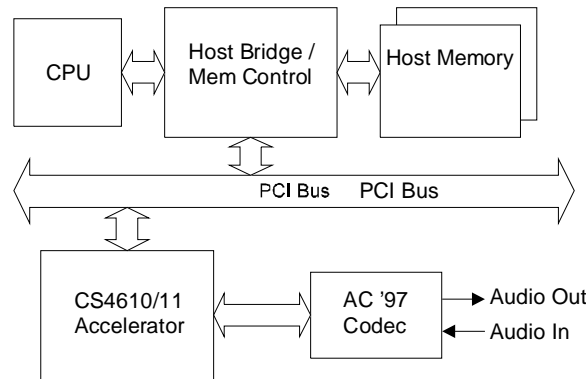 CPU
Host Bridge /
Mem Control
Host Memory
PCI Bus PCI Bus
CS4610/11
Accelerator
AC '97
Codec
Audio Out
Audio In